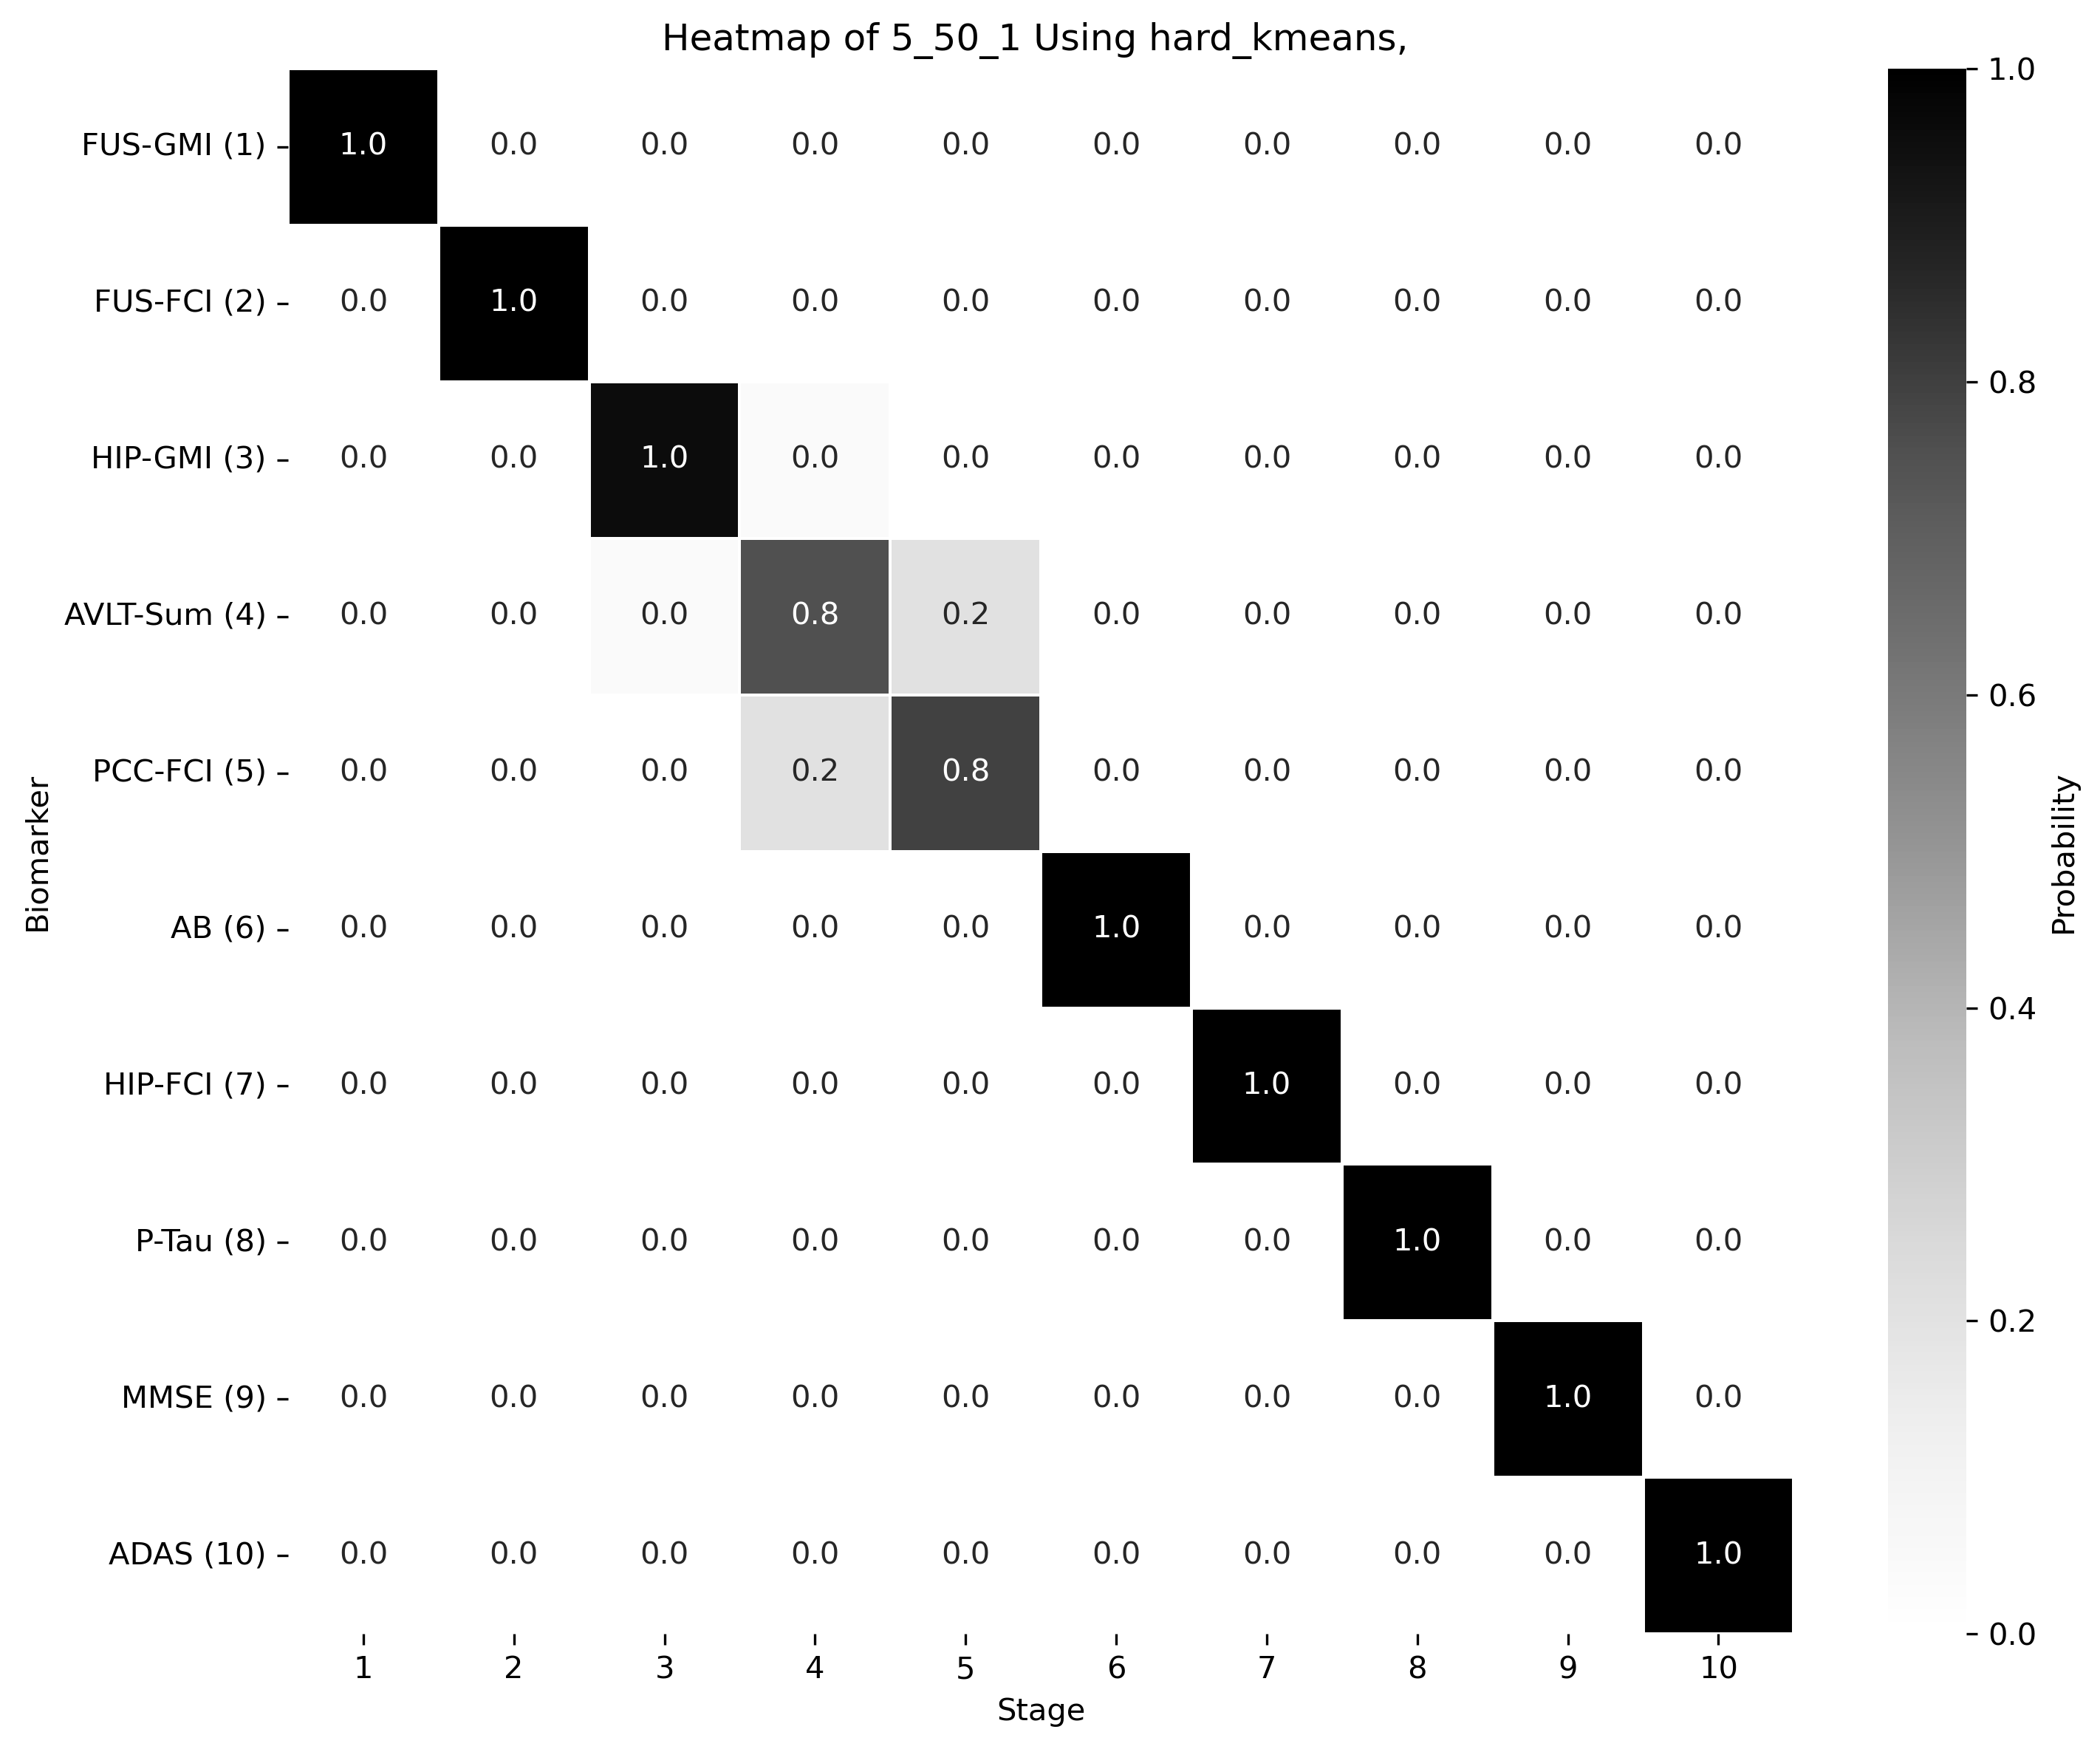 Heatmap of 5_50_1 Using hard_kmeans,
FUS-GMI (1) 1.0 0.0 0.0 0.0 0.0 0.0 0.0 0.0 0.0 0.0
FUS-FCI (2) 0.0 1.0 0.0 0.0 0.0 0.0 0.0 0.0 0.0 0.0
HIP-GMI (3) 0.0 0.0 1.0 0.0 0.0 0.0 0.0 0.0 0.0 0.0
AVLT-Sum (4) 0.0 0.0 0.0 0.8 0.2 0.0 0.0 0.0 0.0 0.0
PCC-FCI (5) 0.0 0.0 0.0 0.2 0.8 0.0 0.0 0.0 0.0 0.0
AB (6) 0.0 0.0 0.0 0.0 0.0 1.0 0.0 0.0 0.0 0.0
HIP-FCI (7) 0.0 0.0 0.0 0.0 0.0 0.0 1.0 0.0 0.0 0.0
P-Tau (8) 0.0 0.0 0.0 0.0 0.0 0.0 0.0 1.0 0.0 0.0
MMSE (9) 0.0 0.0 0.0 0.0 0.0 0.0 0.0 0.0 1.0 0.0
ADAS (10) 0.0 0.0 0.0 0.0 0.0 0.0 0.0 0.0 0.0 1.0
1 2 3 4 5 6 7 8 9 10
Stage
Biomarker
1.0
0.8
0.6
0.4
0.2
0.0
Probability